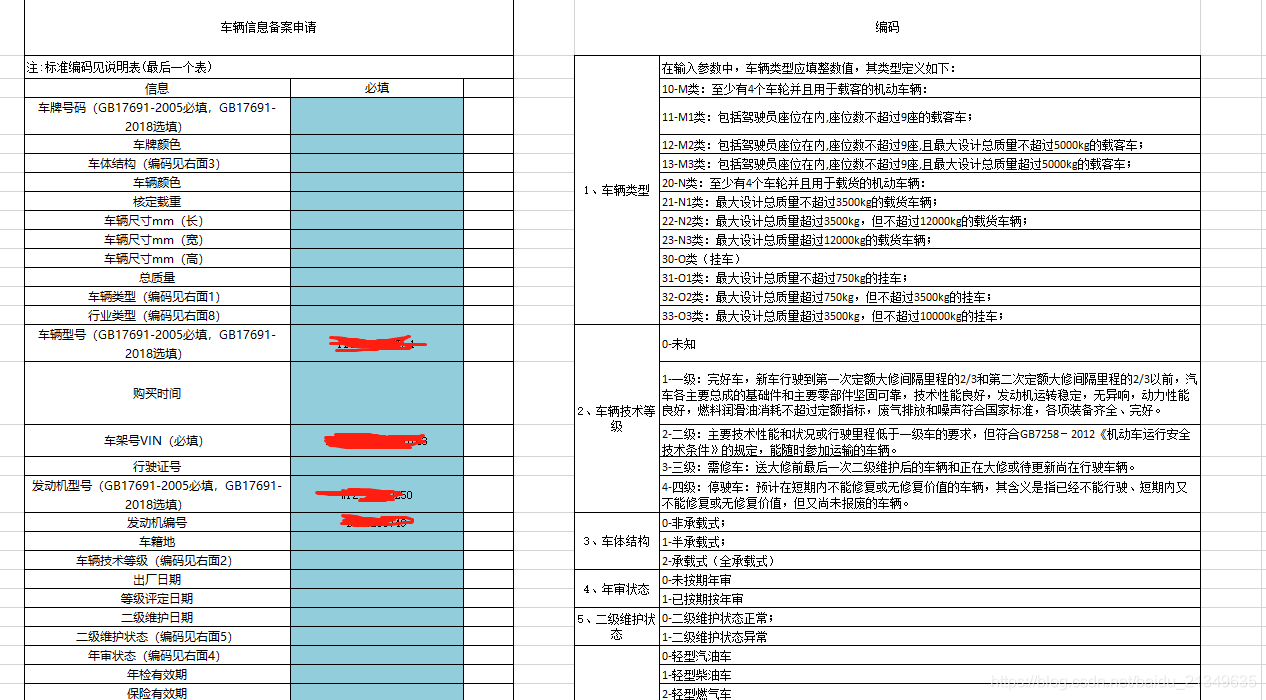 车辆信息备案申请
注:标准编码见说明表(最后一个表)
信息
必填
车牌号码（GB17691-2005必填，GB17691-
2018选填）
车牌颜色
车体结构（编码见右面3）
车辆颜色
核定载重
车辆尺寸mm（长）
车辆尺寸mm（宽）
车辆尺寸mm（高）
总质量
车辆类型（编码见右面1）
行业类型（编码见右面8）
车辆型号（GB17691-2005必填，GB17691-
2018选填）
购买时间
车架号VIN（必填）
行驶证号
发动机型号（GB17691-2005必填，GB17691-
2018选填）
发动机编号
车籍地
车辆技术等级（编码见右面2）
出厂日期
等级评定日期
二级维护日期
二级维护状态（编码见右面5）
年审状态（编码见右面4）
年检有效期
保险有效期
编码
1、车辆类型
在输入参数中，车辆类型应填整数值，其类型定义如下:
10-M类：至少有4个车轮并且用于载客的机动车辆:
11-M1类：包括驾驶员座位在内,座位数不超过9座的载客车；
12-M2类：包括驾驶员座位在内,座位数超过9座,且最大设计总质量不超过5000kg的载客车；
13-M3类：包括驾驶员座位在内,座位数超过9座,且最大设计总质量超过5000kg的载客车；
20-N类：至少有4个车轮并且用于载货的机动车辆:
21-N1类：最大设计总质量不超过3500kg的载货车辆；
22-N2类：最大设计总质量超过3500kg，但不超过12000kg的载货车辆；
23-N3类：最大设计总质量超过12000kg的载货车辆；
30-O类（挂车）
31-O1类：最大设计总质量不超过750kg的挂车；
32-O2类：最大设计总质量超过750kg，但不超过3500kg的挂车；
33-O3类：最大设计总质量超过3500kg，但不超过10000kg的挂车；
2、车辆技术等
级
0-未知
1-一级：完好车，新车行驶到第一次定额大修间隔里程的2/3和第二次定额大修间隔里程的2/3以前，汽
车各主要总成的基础件和主要零部件坚固可靠，技术性能良好，发动机运转稳定，无异响，动力性能
良好，燃料润滑油消耗不超过定额指标，废气排放和噪声符合国家标准，各项装备齐全、完好。
2-二级：主要技术性能和状况或行驶里程低于一级车的要求，但符合GB7258－2012《机动车运行安全
技术条件》的规定，能随时参加运输的车辆。
3-三级：需修车：送大修前最后一次二级维护后的车辆和正在大修或待更新尚在行驶车辆。
4-四级：停驶车：预计在短期内不能修复或无修复价值的车辆，其含义是指已经不能行驶、短期内又
不能修复或无修复价值，但又尚未报废的车辆。
3、车体结构
0-非承载式；
1-半承载式；
2-承载式（全承载式）
4、年审状态
0-未按期年审
1-已按期按年审
5、二级维护状
态
0-二级维护状态正常；
1-二级维护状态异常
0-轻型汽油车
1-轻型柴油车
2-轻型燃气车
https://blog.csdn.net/baidu_21349635